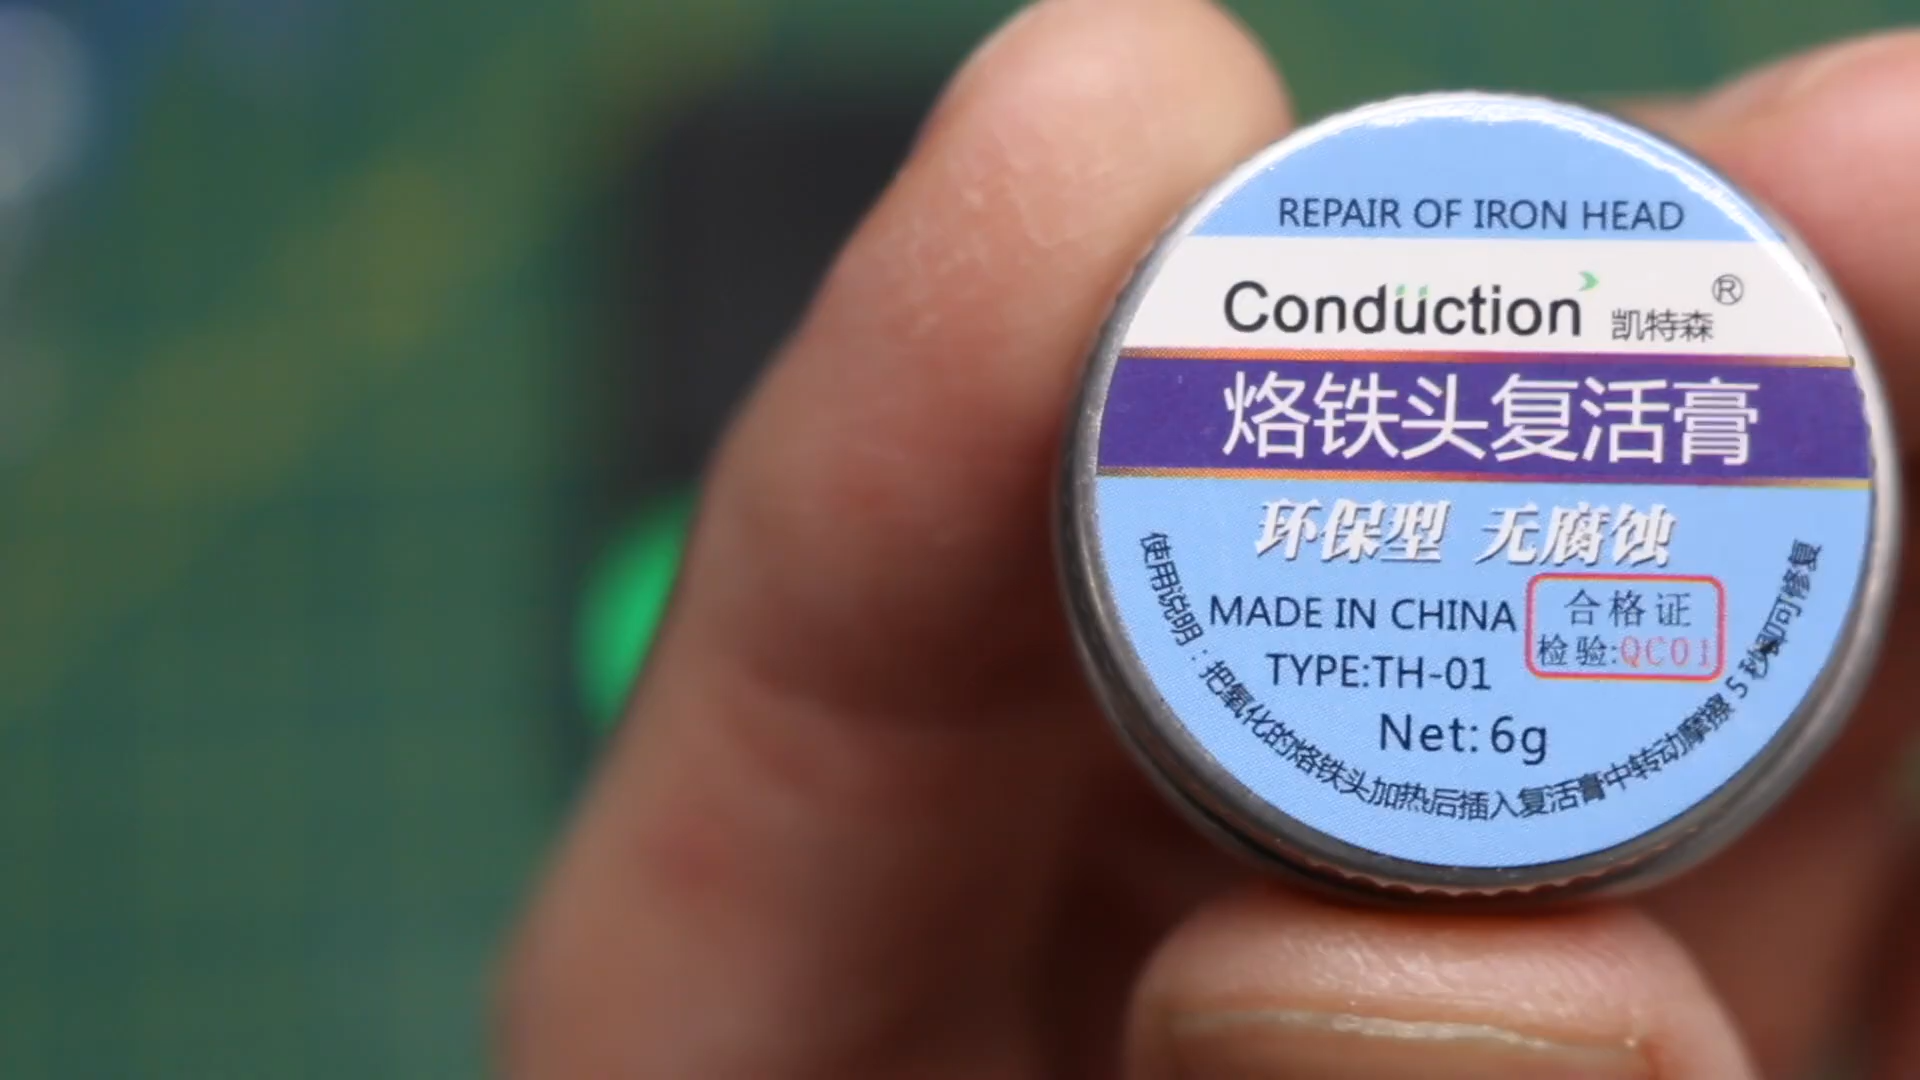 REPAIR OF IRON HEAD
Conduction 凯特森®
烙铁头复活膏
环保型 无腐蚀
MADE IN CHINA
合格证
检验:QC01
TYPE:TH-01
Net:6g
使用说明:把氧化的烙铁头加热后插入复活膏中转动摩擦5秒即可修复